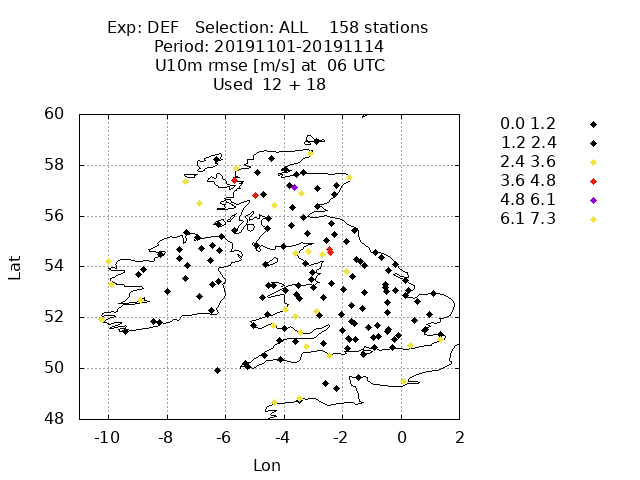 Exp: DEF   Selection: ALL    158 stations
Period: 20191101-20191114
U10m rmse [m/s] at  06 UTC
Used  12 + 18
60
58
56
54
52
50
48
Lat
-10 -8 -6 -4 -2 0 2
Lon
0.0 1.2
1.2 2.4
2.4 3.6
3.6 4.8
4.8 6.1
6.1 7.3